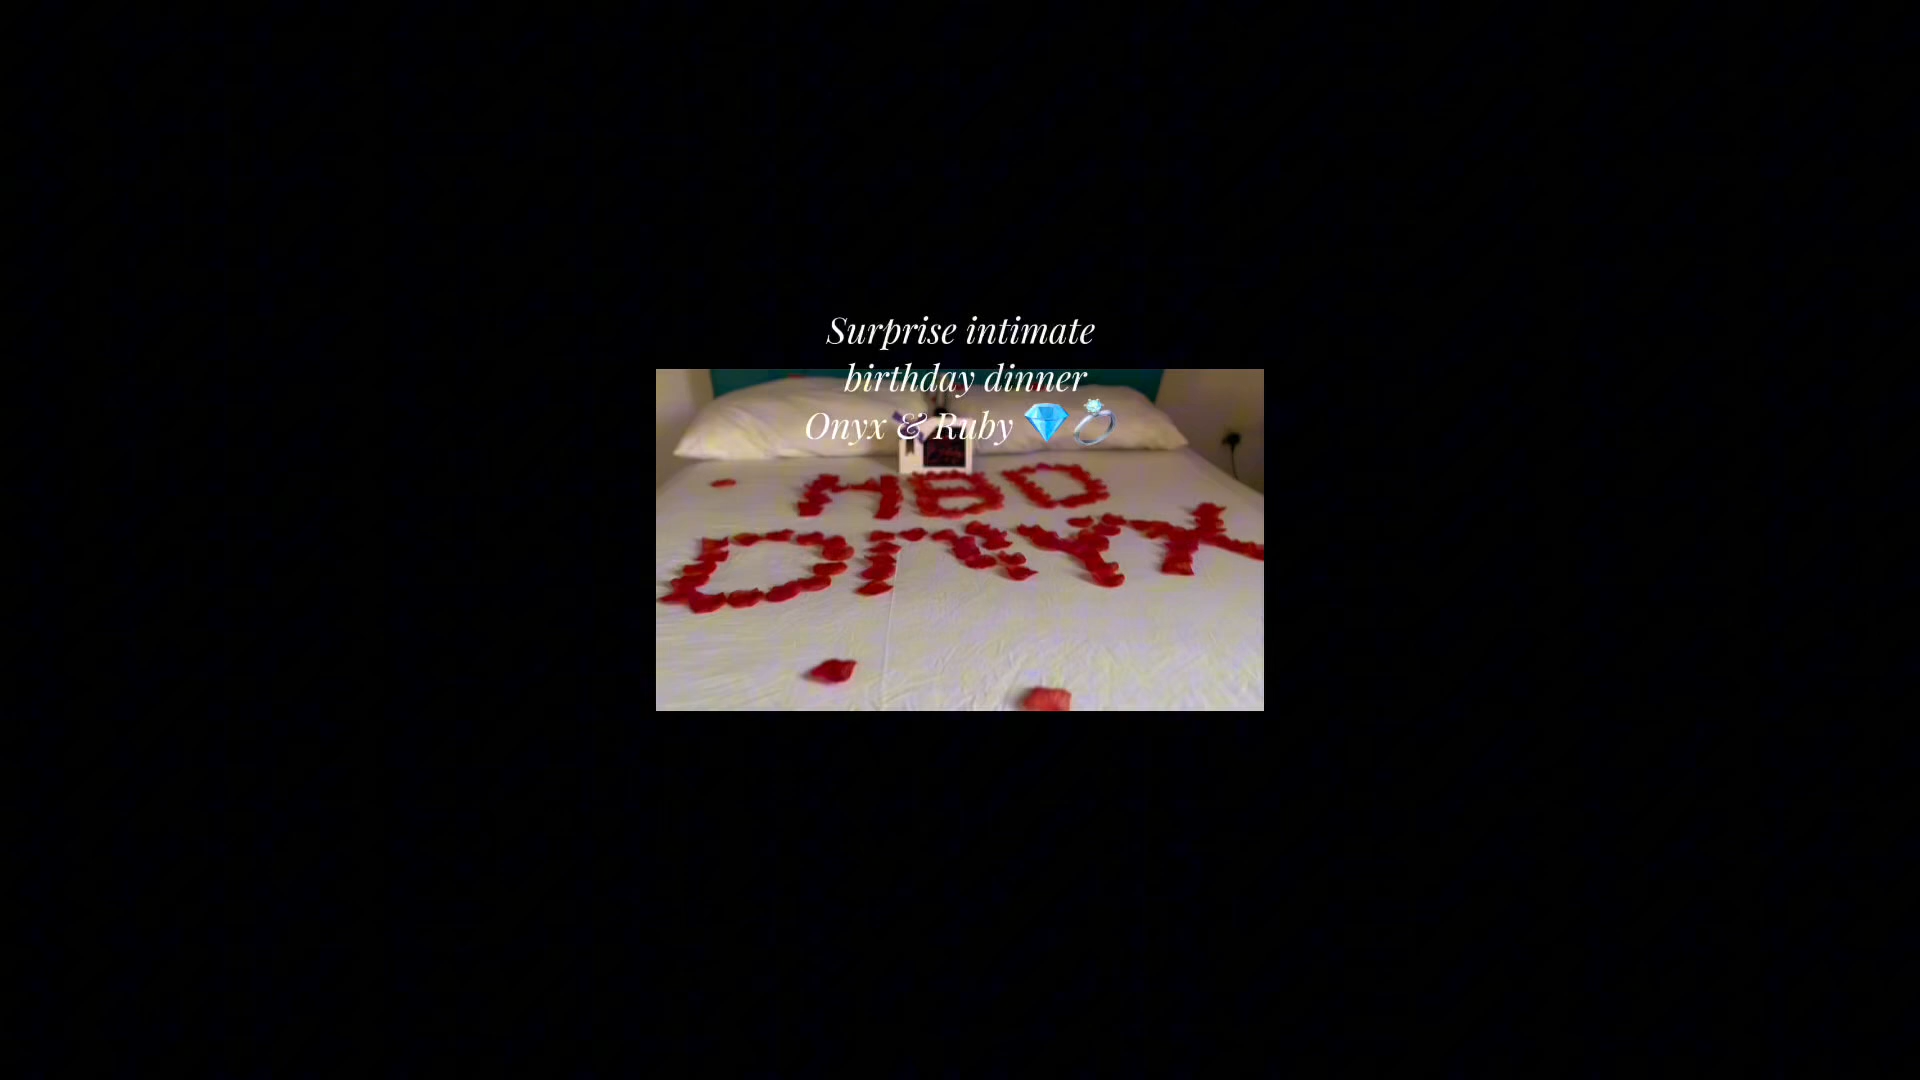 Surprise intimate
birthday dinner
Onyx & Ruby 💎💍
HBD
ONYX